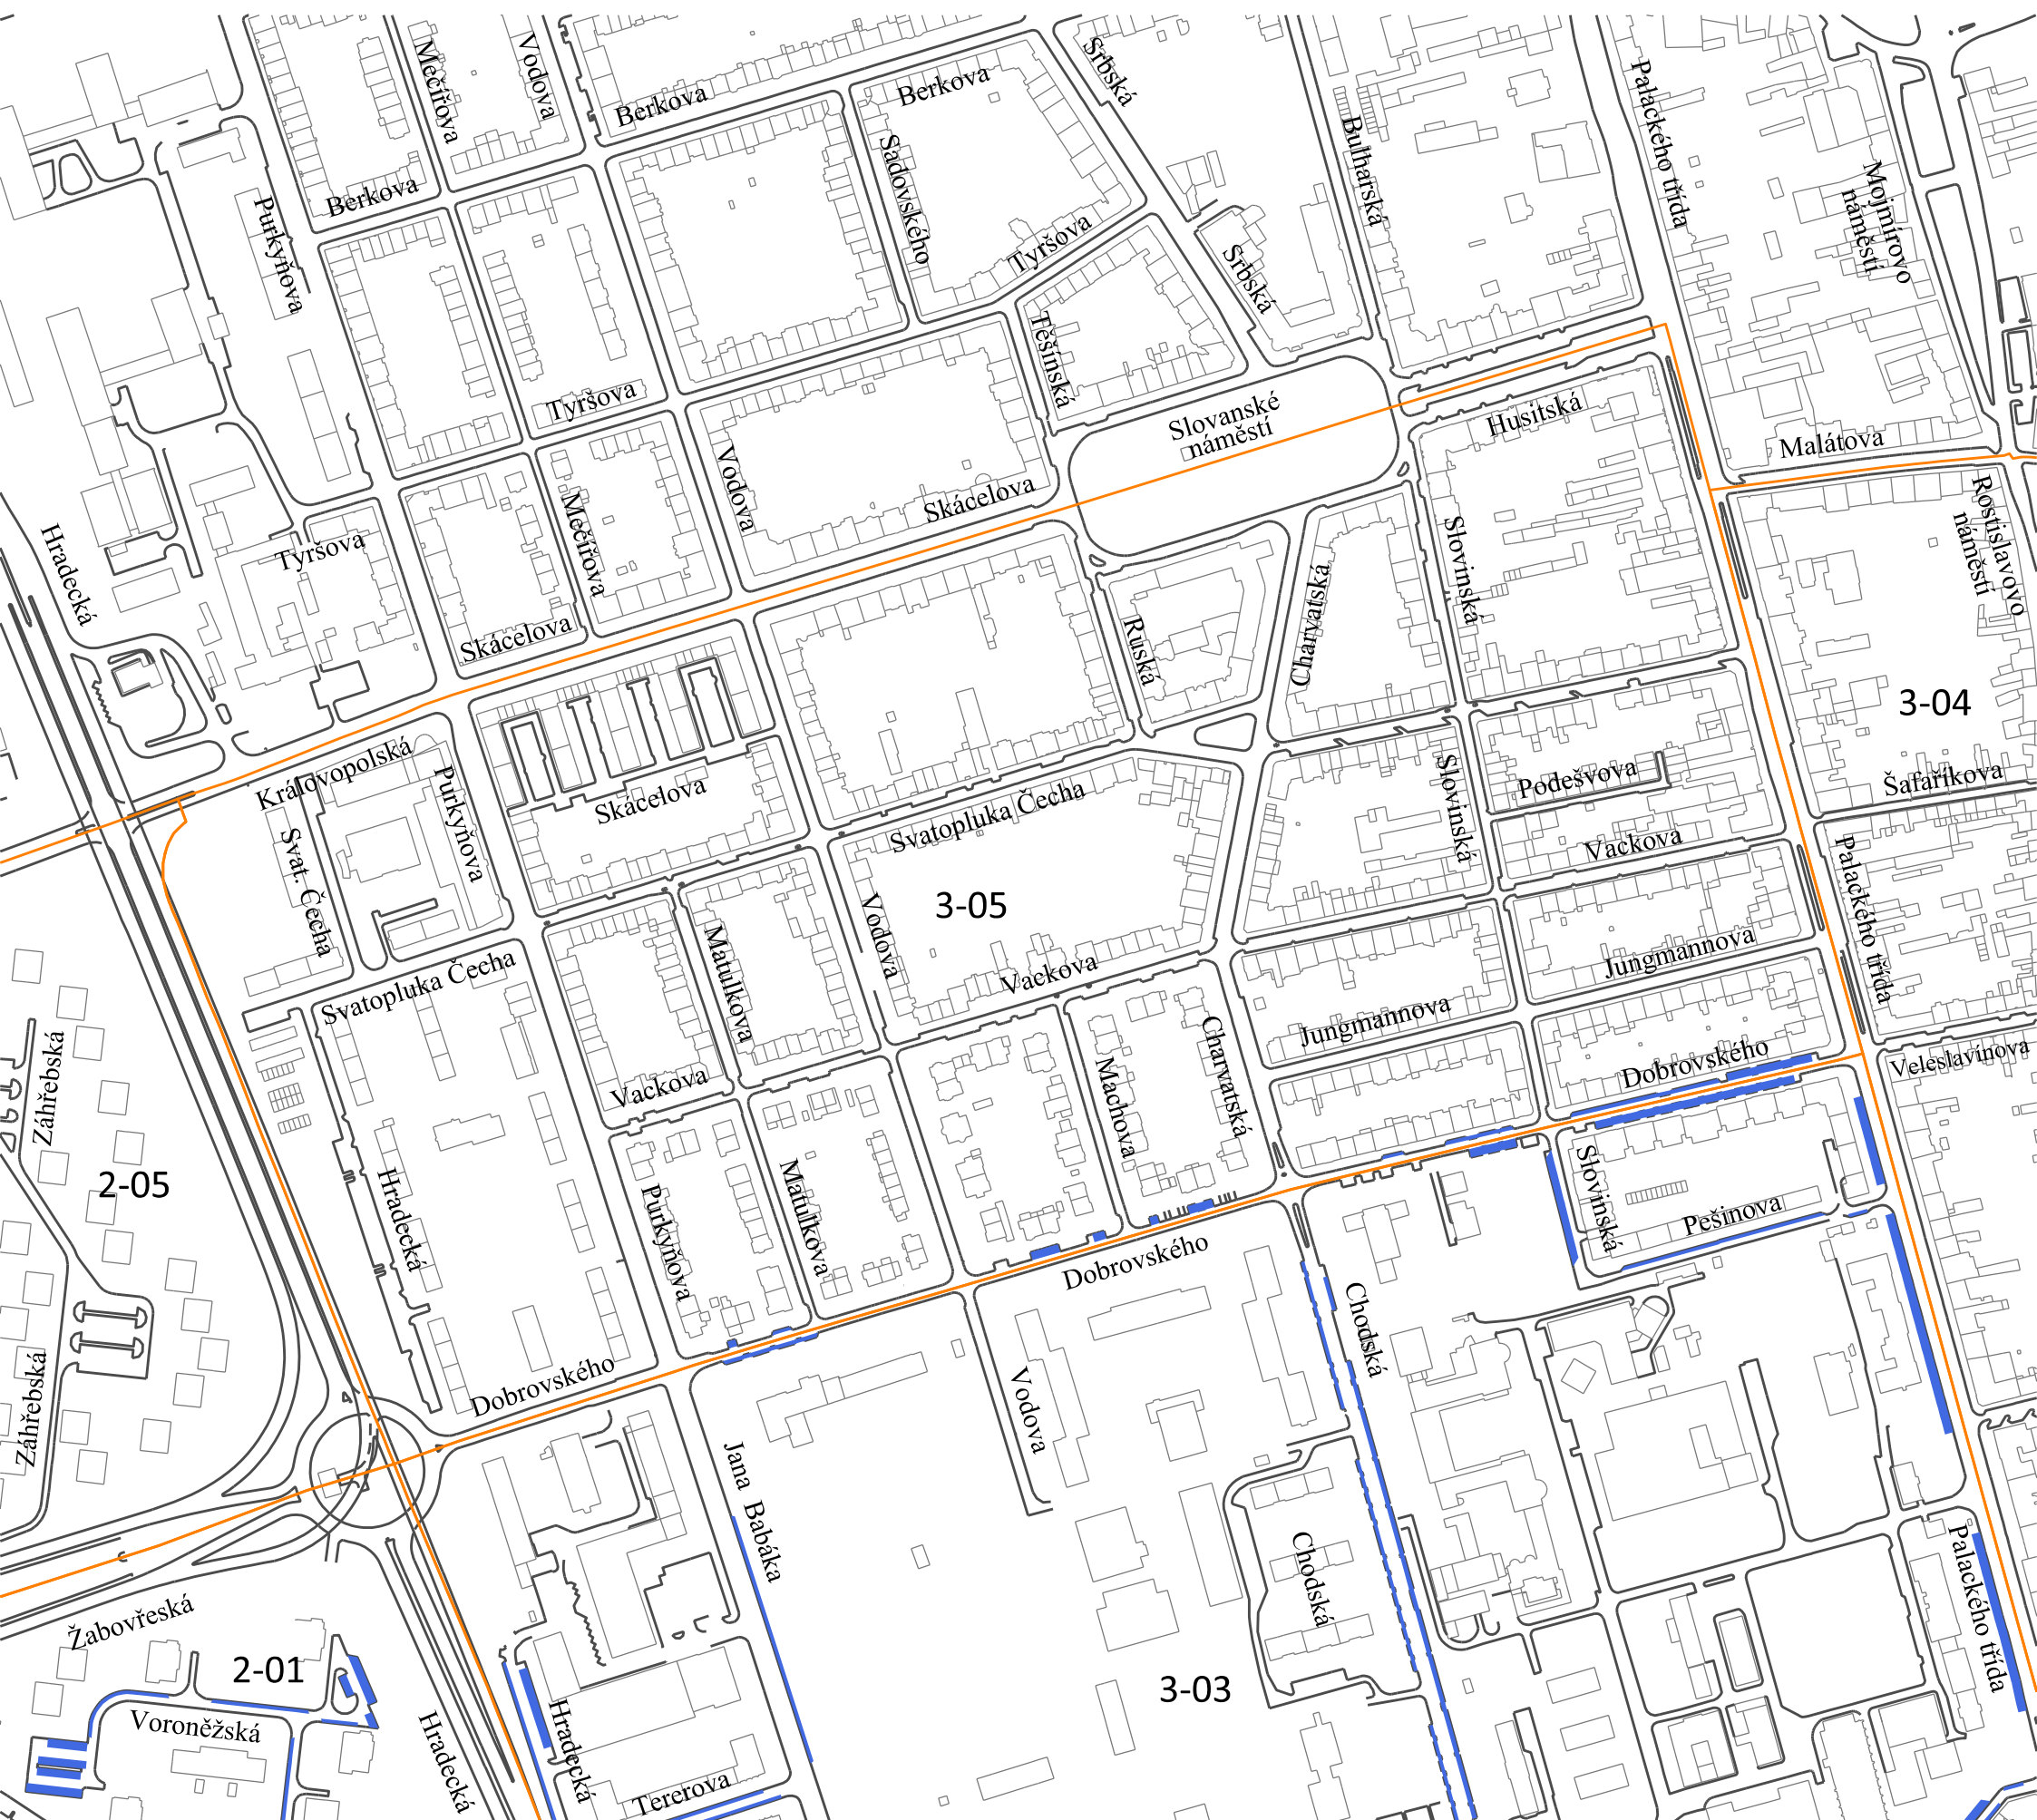 Mečířova
Vodova
Berkova
Berkova
Srbská
Bulharská
Palackého třída
Mojmírovo
náměstí
Sadovského
Berkova
Purkyňova
Tyršova
Srbská
Těšínská
Tyršova
Slovanské
náměstí
Husitská
Malátova
Vodova
Skácelova
Mečířova
Tyršova
Hradecká
Slovinská
Rostislavovo
náměstí
Charvatská
Ruská
Skácelova
3-04
Královopolská
Purkyňova
Skácelova
Svatopluka Čecha
Slovinská
Podešvova
Šafaříkova
Vackova
Svat. Čecha
3-05
Vodova
Palackého třída
Matulkova
Jungmannova
Vackova
Svatopluka Čecha
Jungmannova
Charvatská
Machova
Dobrovského
Veleslavínova
Záhřebská
Vackova
2-05
Hradecká
Purkyňova
Matulkova
Slovinská
Pešinova
Dobrovského
Chodská
Záhřebská
Dobrovského
Vodova
Jana Babáka
Chodská
Palackého třída
Žabovřeská
2-01
3-03
Voroněžská
Hradecká
Hradecká
Tererova